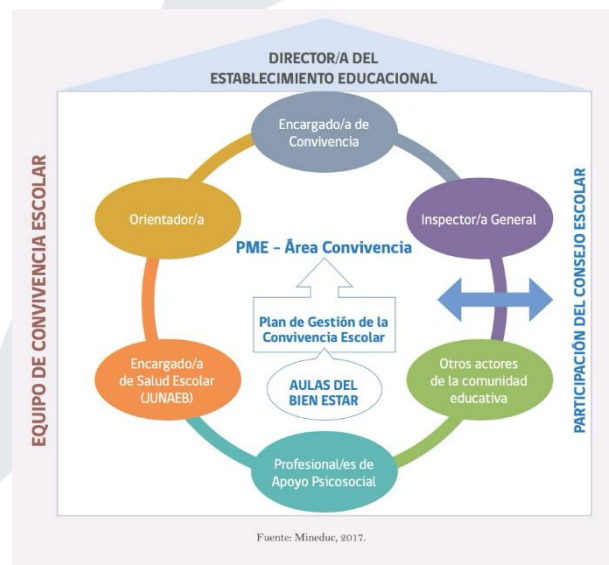 DIRECTOR/A DEL
ESTABLECIMIENTO EDUCACIONAL
EQUIPO DE CONVIVENCIA ESCOLAR
Encargado/a de
Convivencia
Orientador/a
Inspector/a General
PME – Área Convivencia
Plan de Gestión de la
Convivencia Escolar
Encargado/a
de Salud Escolar
(JUNAEB)
AULAS DEL
BIEN ESTAR
Otros actores
de la comunidad
educativa
Profesional/es de
Apoyo Psicosocial
PARTICIPACIÓN DEL CONSEJO ESCOLAR
Fuente: Mineduc, 2017.